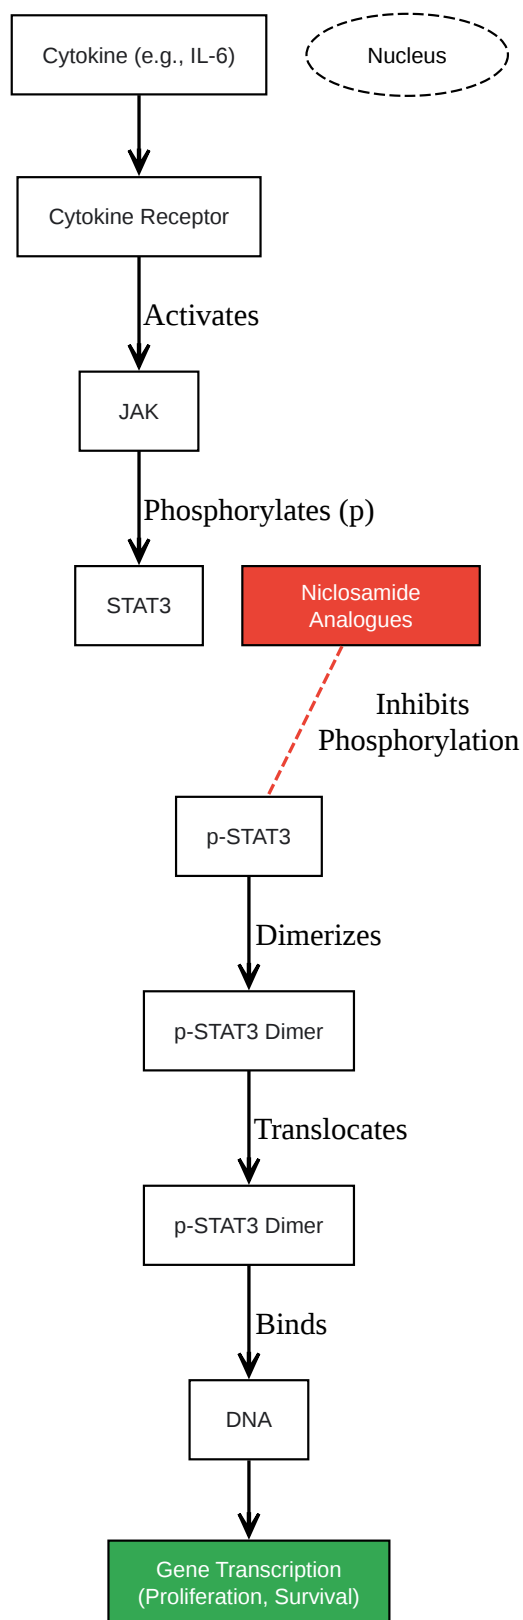 Cytokine (e.g., IL-6)
Nucleus
Cytokine Receptor
Activates
JAK
Phosphorylates (p)
STAT3
Niclosamide
Analogues
Inhibits
Phosphorylation
p-STAT3
Dimerizes
p-STAT3 Dimer
Translocates
p-STAT3 Dimer
Binds
DNA
Gene Transcription
(Proliferation, Survival)